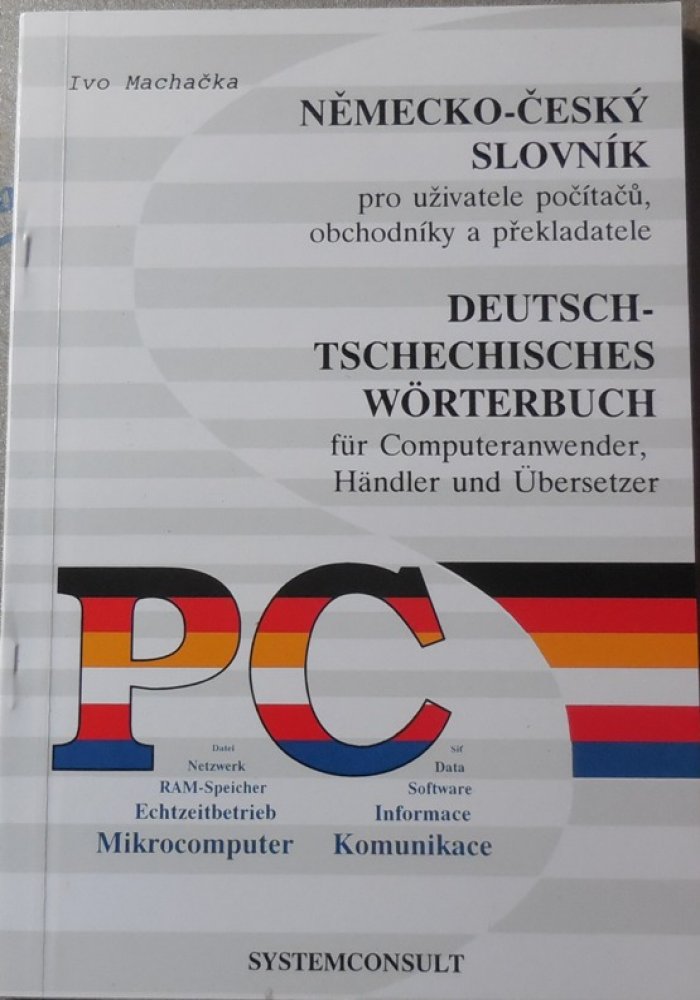 Ivo Machačka
NĚMECKO-ČESKÝ
SLOVNÍK
pro uživatele počítačů,
obchodníky a překladatele
DEUTSCH-
TSCHECHISCHES
WÖRTERBUCH
für Computeranwender,
Händler und Übersetzer
PC
Datei
Netzwerk
RAM-Speicher
Echtzeitbetrieb
Mikrocomputer
Síť
Data
Software
Informace
Komunikace
SYSTEMCONSULT